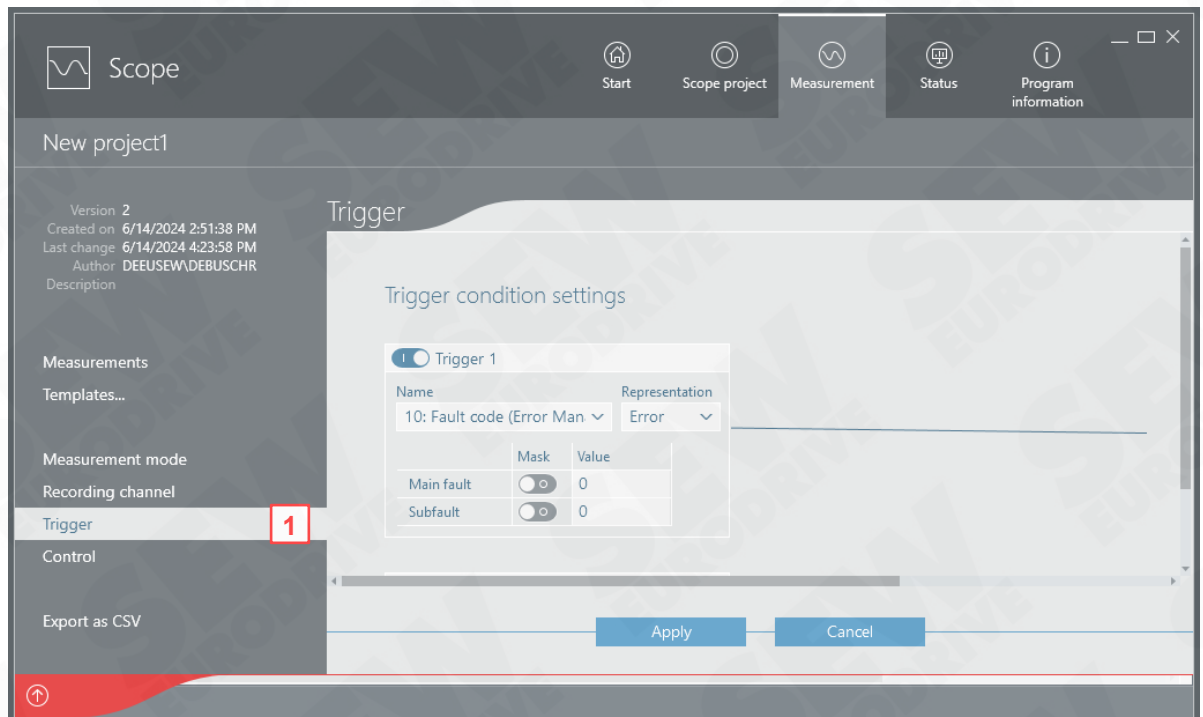 Scope
Start
Scope project
Measurement
Status
Program
information
New project1
Version 2
Created on 6/14/2024 2:51:38 PM
Last change 6/14/2024 4:23:58 PM
Author DEEUSEW\DEBUSCHR
Description
Measurements
Templates...
Measurement mode
Recording channel
Trigger
1
Control
Export as CSV
Trigger
Trigger condition settings
Trigger 1
Name Representation
10: Fault code (Error Man Error
Mask Value
Main fault 0
Subfault 0
Apply
Cancel
SEW
EURODRIVE